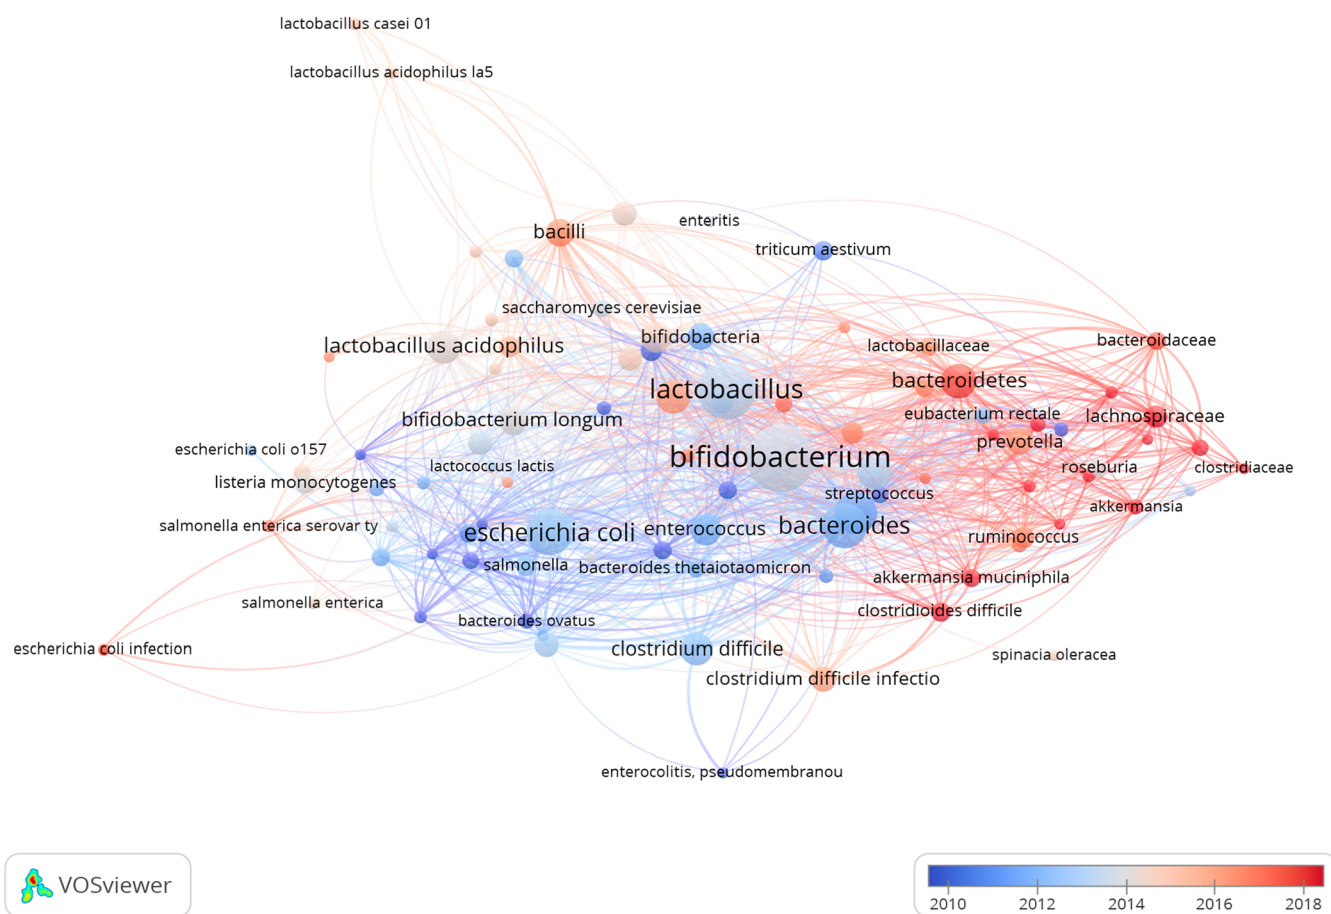 lactobacillus casei 01
lactobacillus acidophilus la5
enteritis
bacilli
triticum aestivum
saccharomyces cerevisiae
bifidobacteria
bacteroidaceae
lactobacillus acidophilus
lactobacillaceae
bacteroidetes
lactobacillus
eubacterium rectale
lachnospiraceae
bifidobacterium longum
prevotella
escherichia coli o157
bifidobacterium
lactococcus lactis
roseburia
clostridiaceae
listeria monocytogenes
streptococcus
akkermansia
salmonella enterica serovar ty
escherichia coli
enterococcus
bacteroides
ruminococcus
salmonella
bacteroides thetaiotaomicron
akkermansia muciniphila
salmonella enterica
clostridioides difficile
bacteroides ovatus
escherichia coli infection
clostridium difficile
spinacia oleracea
clostridium difficile infectio
enterocolitis, pseudomembranou
VOSviewer
2010 2012 2014 2016 2018